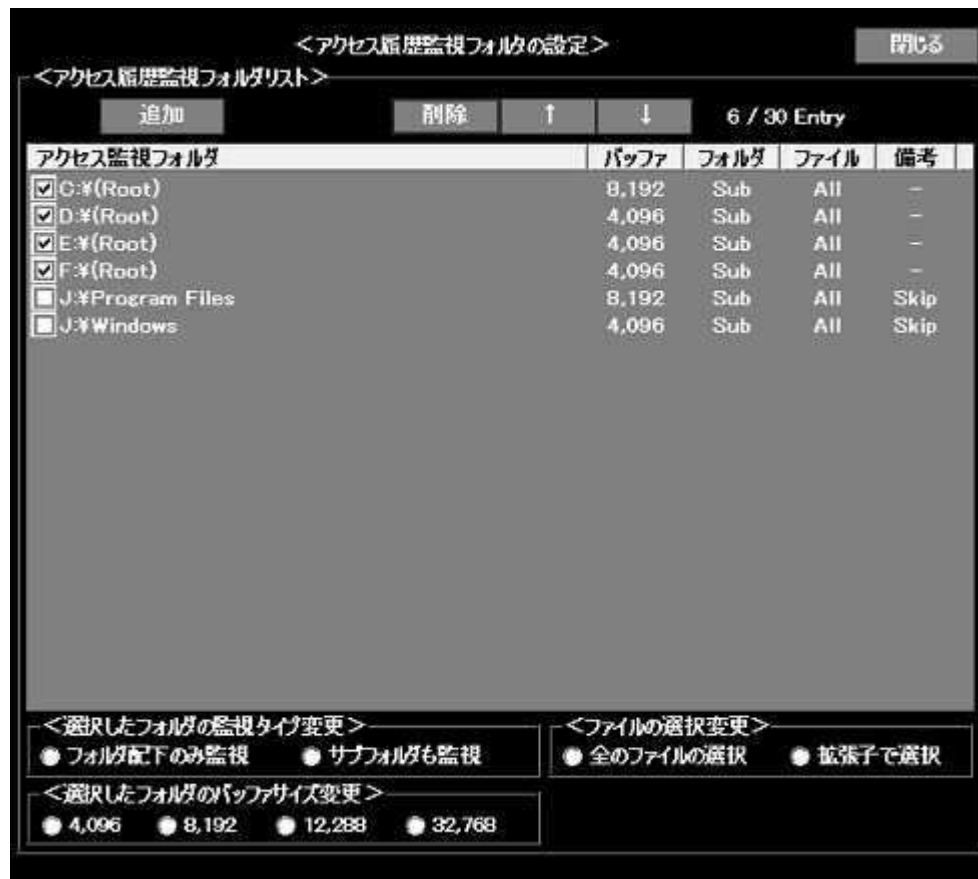 <アクセス履歴監視フォルダの設定>
閉じる
<アクセス履歴監視フォルダリスト>
追加 削除 ↑ ↓ 6 / 30 Entry
アクセス監視フォルダ バッファ フォルダ ファイル 備考
C:¥(Root) 8,192 Sub All -
D:¥(Root) 4,096 Sub All -
E:¥(Root) 4,096 Sub All -
F:¥(Root) 4,096 Sub All -
J:¥Program Files 8,192 Sub All Skip
J:¥Windows 4,096 Sub All Skip
<選択したフォルダの監視タイプ変更>
フォルダ配下のみ監視 サブフォルダも監視
<ファイルの選択変更>
全のファイルの選択 拡張子で選択
<選択したフォルダのバッファサイズ変更>
4,096 8,192 12,288 32,768